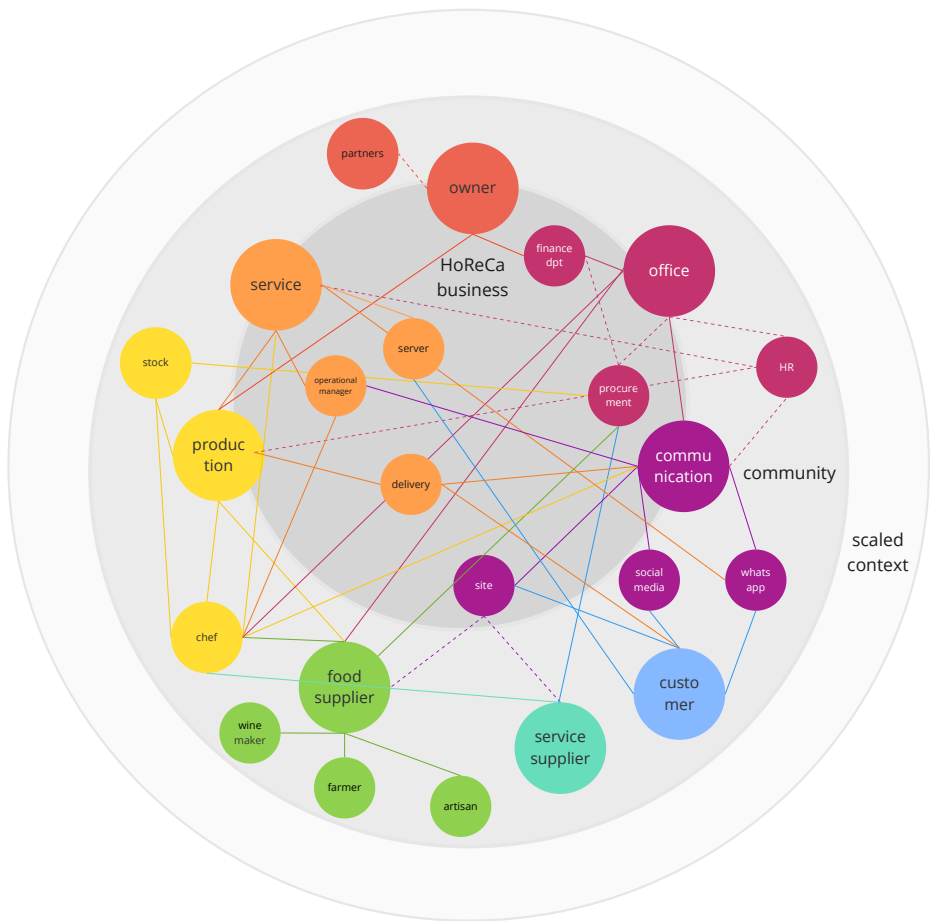 partners
owner
finance
dpt
HoReCa
business
office
service
server
stock
operational
manager
procure
ment
HR
produc
tion
commu
nication
community
delivery
scaled
context
site
social
media
whats
app
chef
food
supplier
custo
mer
wine
maker
service
supplier
farmer
artisan